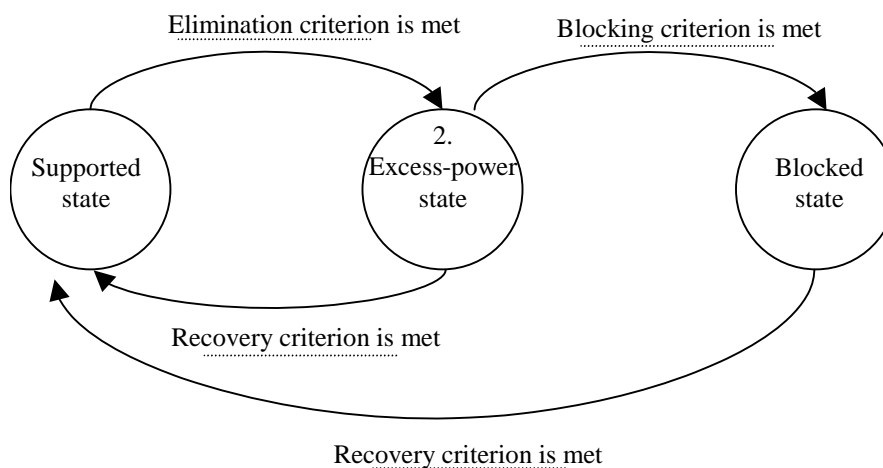 Elimination criterion is met
Blocking criterion is met
Supported
state
2.
Excess-power
state
Blocked
state
Recovery criterion is met
Recovery criterion is met